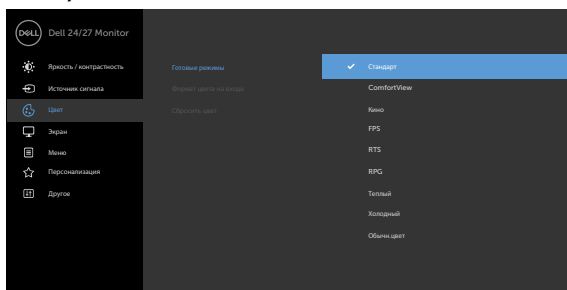 DELL Dell 24/27 Monitor
Яркость / контрастность
Источник сигнала
Цвет
Экран
Меню
Персонализация
Другое
Готовые режимы
Формат цвета на входе
Сбросить цвет
Стандарт
ComfortView
Кино
FPS
RTS
RPG
Теплый
Холодный
Обычн.цвет